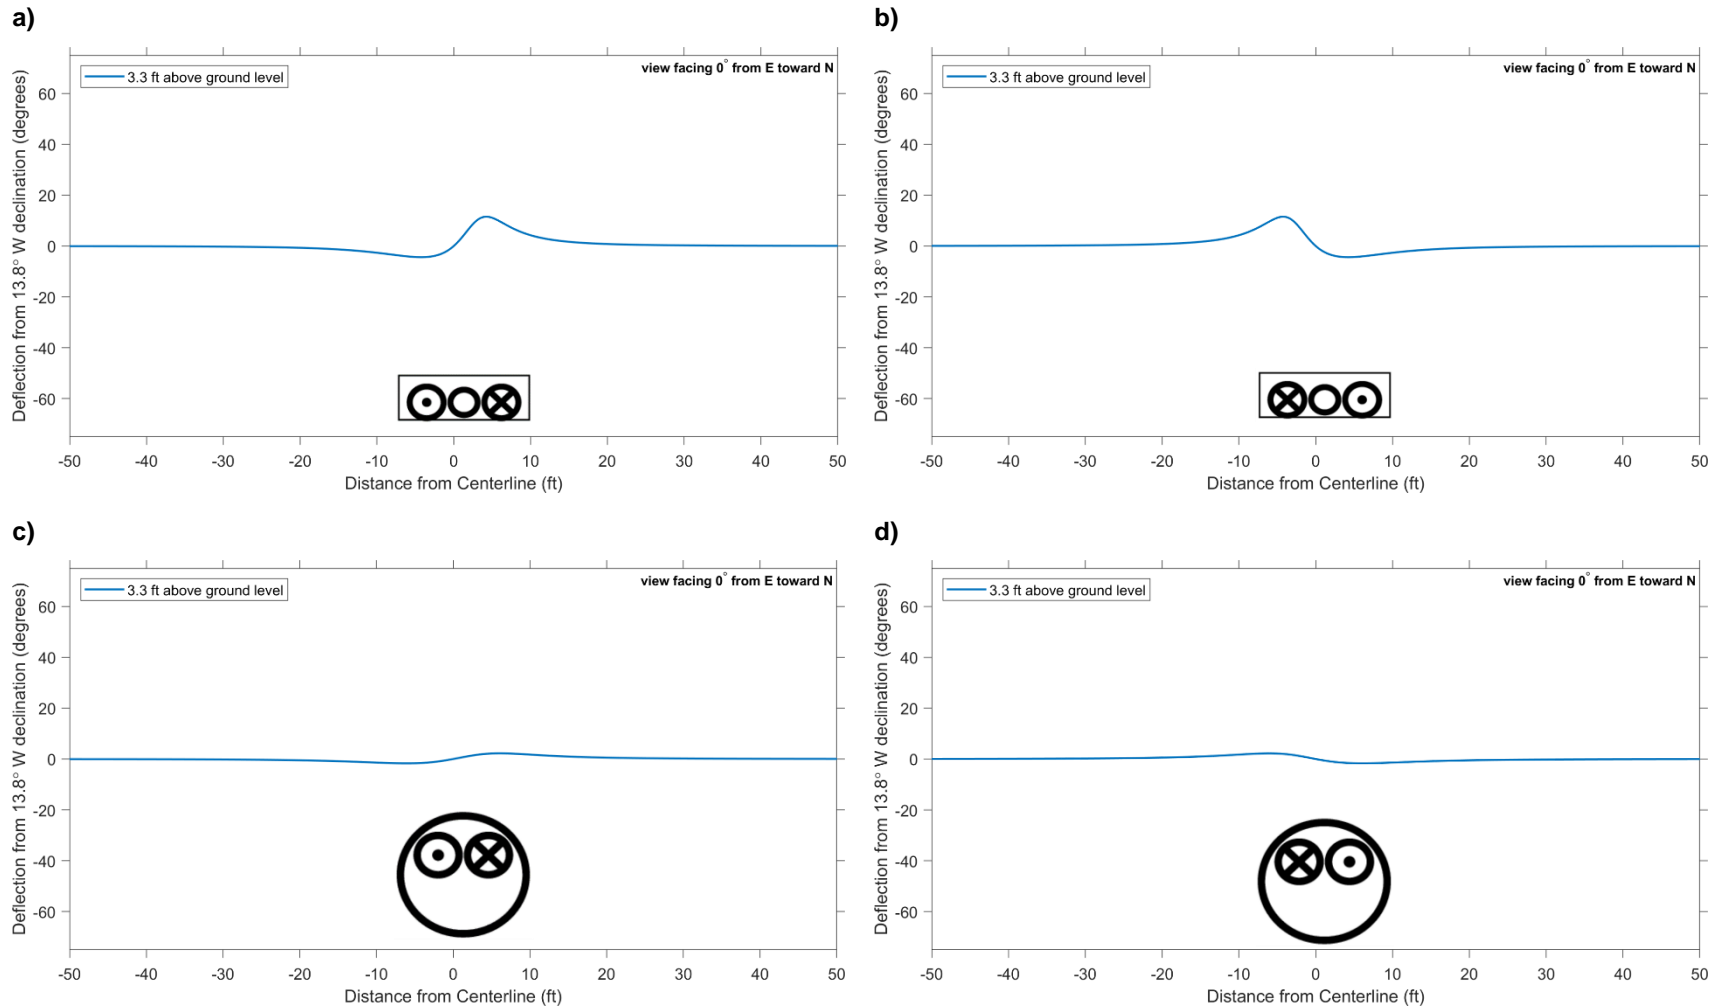 a)
3.3 ft above ground level
view facing 0° from E toward N
Deflection from 13.8° W declination (degrees)
60
40
20
0
-20
-40
-60
-50 -40 -30 -20 -10 0 10 20 30 40 50
Distance from Centerline (ft)
b)
3.3 ft above ground level
view facing 0° from E toward N
Deflection from 13.8° W declination (degrees)
60
40
20
0
-20
-40
-60
-50 -40 -30 -20 -10 0 10 20 30 40 50
Distance from Centerline (ft)
c)
3.3 ft above ground level
view facing 0° from E toward N
Deflection from 13.8° W declination (degrees)
60
40
20
0
-20
-40
-60
-50 -40 -30 -20 -10 0 10 20 30 40 50
Distance from Centerline (ft)
d)
3.3 ft above ground level
view facing 0° from E toward N
Deflection from 13.8° W declination (degrees)
60
40
20
0
-20
-40
-60
-50 -40 -30 -20 -10 0 10 20 30 40 50
Distance from Centerline (ft)